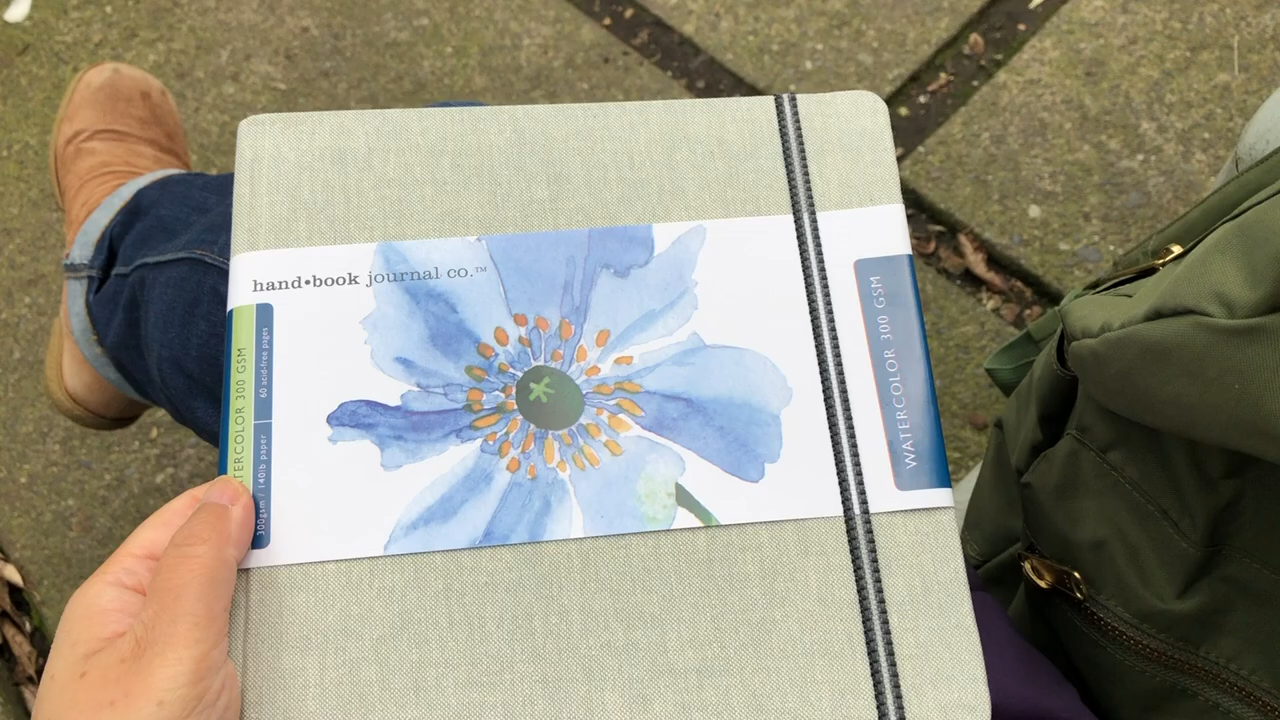 hand•book journal co.™
WATERCOLOR 300 GSM
60 acid-free pages
300gsm / 140lb paper
WATERCOLOR 300 GSM